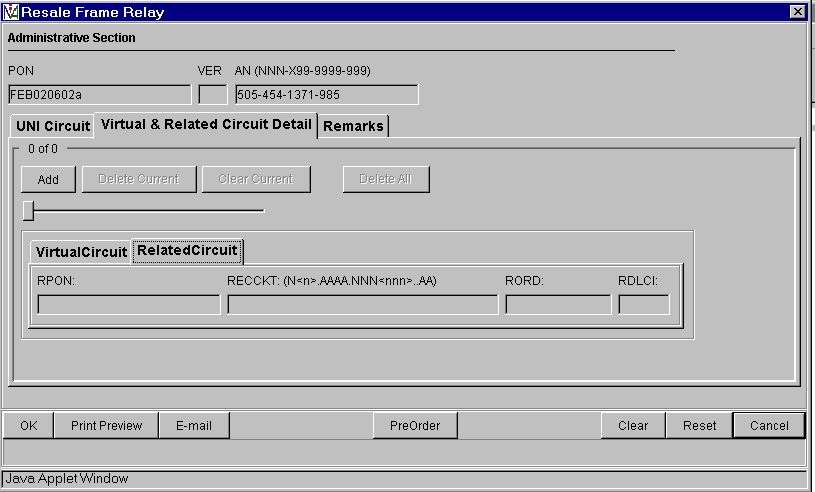 Resale Frame Relay
Administrative Section
PON VER AN (NNN-X99-9999-999)
FEB020602a 505-454-1371-985
UNI Circuit Virtual & Related Circuit Detail Remarks
0 of 0
Add Delete Current Clear Current Delete All
VirtualCircuit RelatedCircuit
RPON: RECCKT: (N<n>.AAAA.NNN<nnn>..AA) RORD: RDLCI:
OK Print Preview E-mail PreOrder Clear Reset Cancel
Java Applet Window